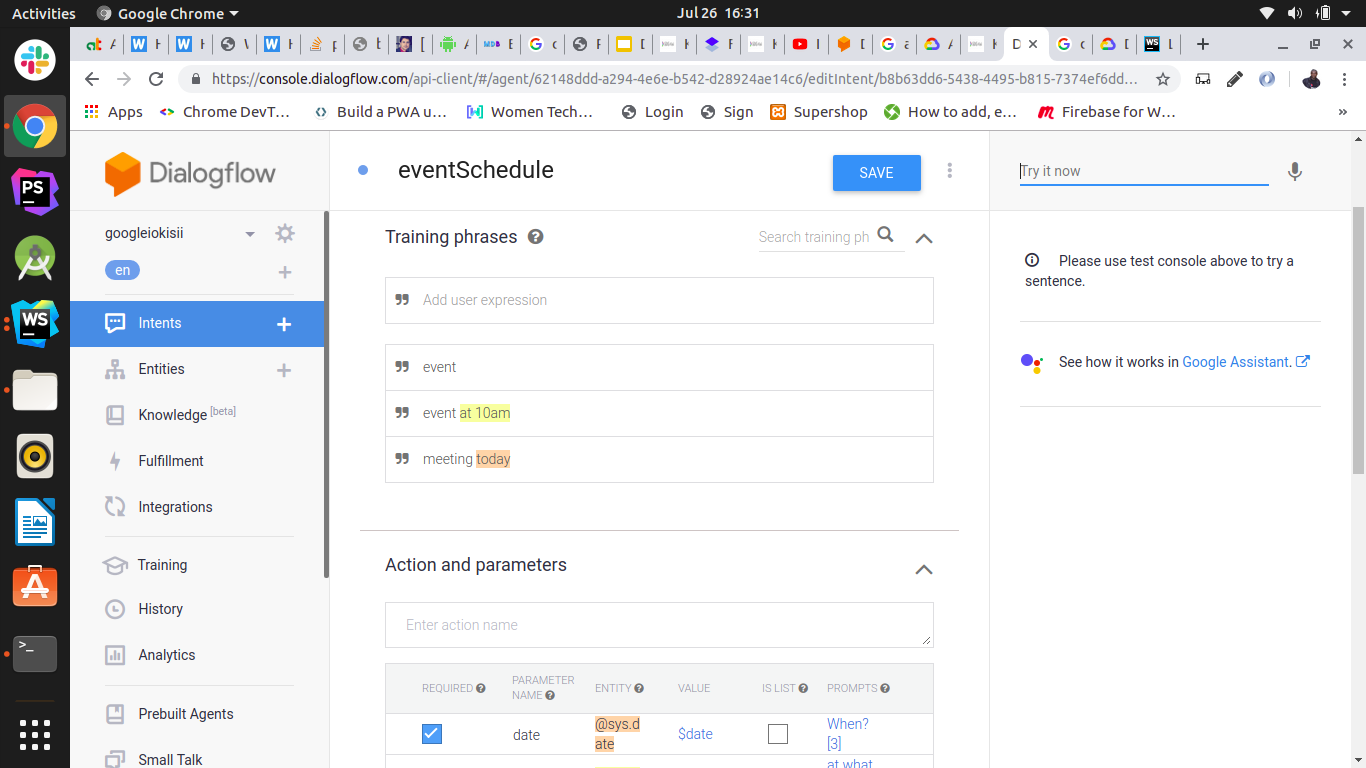 Activities
Google Chrome
Jul 26 16:31
https://console.dialogflow.com/api-client/#/agent/62148ddd-a294-4e6e-b542-d28924ae14c6/editIntent/b8b63dd6-5438-4495-b815-7374ef6dd…
Apps
Chrome DevT…
Build a PWA u…
Women Tech…
Login
Sign
Supershop
How to add, e…
Firebase for W…
»
Dialogflow
eventSchedule
SAVE
Try it now
googleiokisii
en
Intents
Entities
Knowledge [beta]
Fulfillment
Integrations
Training
History
Analytics
Prebuilt Agents
Small Talk
Training phrases
Search training ph
Add user expression
event
event at 10am
meeting today
Action and parameters
Enter action name
REQUIRED
PARAMETER
NAME
ENTITY
VALUE
IS LIST
PROMPTS
date
@sys.d
ate
$date
When?
[3]
at what
Please use test console above to try a
sentence.
See how it works in Google Assistant.
PS
WS